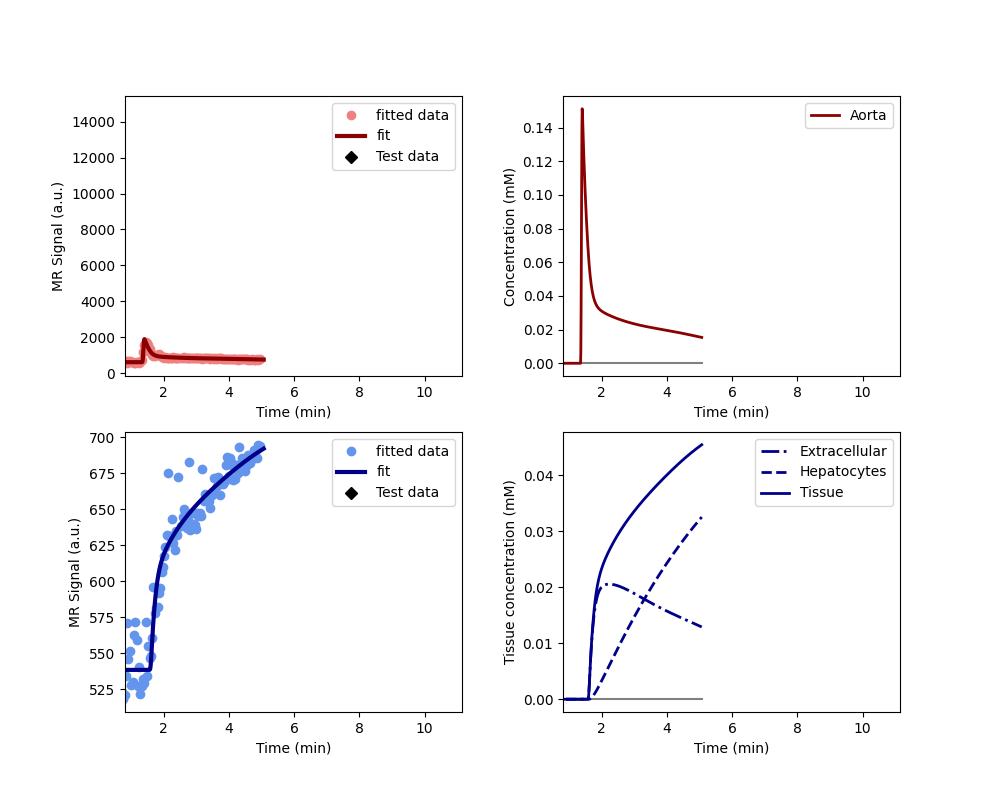 MR Signal (a.u.)
14000
12000
10000
8000
6000
4000
2000
0
fitted data
fit
Test data
2 4 6 8 10
Time (min)
Concentration (mM)
0.14
0.12
0.10
0.08
0.06
0.04
0.02
0.00
Aorta
2 4 6 8 10
Time (min)
MR Signal (a.u.)
700
675
650
625
600
575
550
525
fitted data
fit
Test data
2 4 6 8 10
Time (min)
Tissue concentration (mM)
0.04
0.03
0.02
0.01
0.00
Extracellular
Hepatocytes
Tissue
2 4 6 8 10
Time (min)